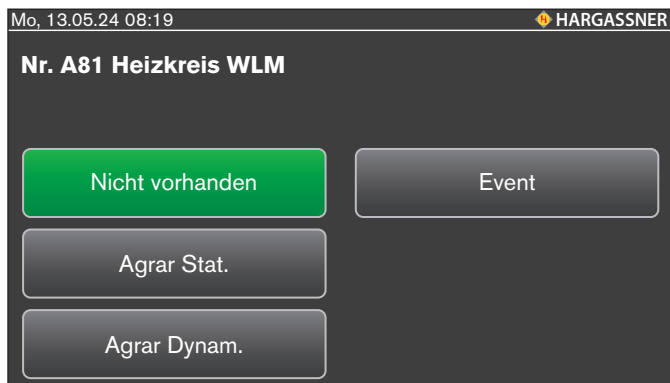 Mo, 13.05.24 08:19 HARGASSNER
Nr. A81 Heizkreis WLM
Nicht vorhanden Event
Agrar Stat.
Agrar Dynam.